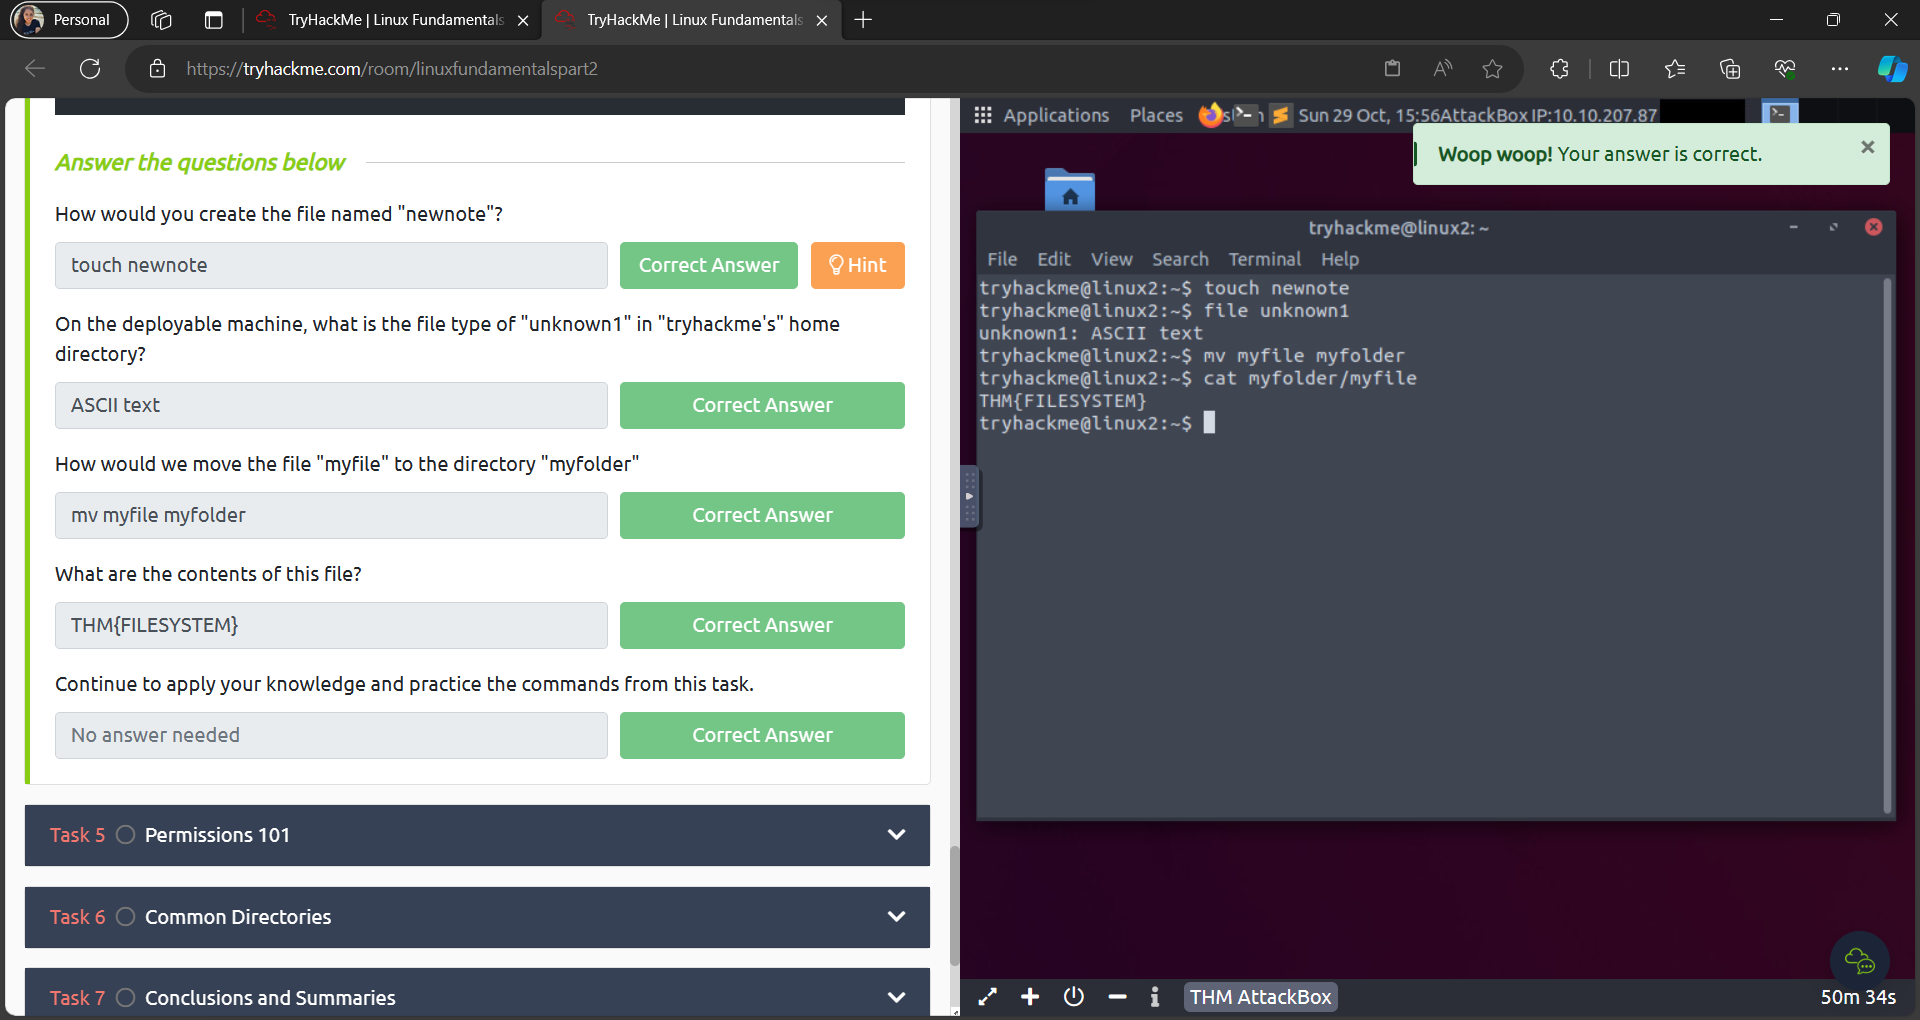 Personal
TryHackMe | Linux Fundamentals
TryHackMe | Linux Fundamentals
https://tryhackme.com/room/linuxfundamentalspart2
Answer the questions below
How would you create the file named "newnote"?
touch newnote
Correct Answer
Hint
On the deployable machine, what is the file type of "unknown1" in "tryhackme's" home
directory?
ASCII text
Correct Answer
How would we move the file "myfile" to the directory "myfolder"
mv myfile myfolder
Correct Answer
What are the contents of this file?
THM{FILESYSTEM}
Correct Answer
Continue to apply your knowledge and practice the commands from this task.
No answer needed
Correct Answer
Task 5 Permissions 101
Task 6 Common Directories
Task 7 Conclusions and Summaries
Applications Places Sun 29 Oct, 15:56AttackBox IP:10.10.207.87
Woop woop! Your answer is correct.
tryhackme@linux2: ~
File Edit View Search Terminal Help
tryhackme@linux2:~$ touch newnote
tryhackme@linux2:~$ file unknown1
unknown1: ASCII text
tryhackme@linux2:~$ mv myfile myfolder
tryhackme@linux2:~$ cat myfolder/myfile
THM{FILESYSTEM}
tryhackme@linux2:~$
THM AttackBox
50m 34s